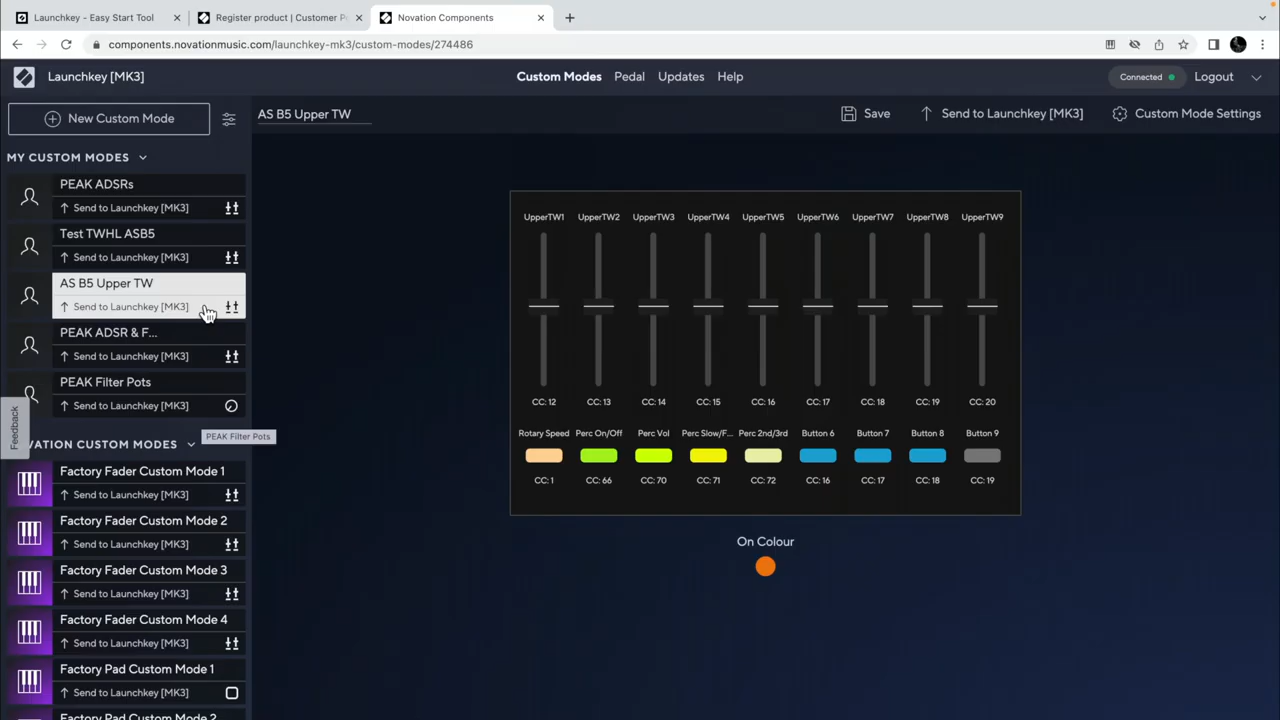 Launchkey - Easy Start Tool
Register product | Customer P
Novation Components
components.novationmusic.com/launchkey-mk3/custom-modes/274486
Launchkey [MK3]
Custom Modes
Pedal
Updates
Help
Connected
Logout
New Custom Mode
AS B5 Upper TW
Save
Send to Launchkey [MK3]
Custom Mode Settings
MY CUSTOM MODES
PEAK ADSRs
Send to Launchkey [MK3]
Test TWHL ASB5
Send to Launchkey [MK3]
AS B5 Upper TW
Send to Launchkey [MK3]
PEAK ADSR & F...
Send to Launchkey [MK3]
PEAK Filter Pots
Send to Launchkey [MK3]
Feedback
VATION CUSTOM MODES
PEAK Filter Pots
Factory Fader Custom Mode 1
Send to Launchkey [MK3]
Factory Fader Custom Mode 2
Send to Launchkey [MK3]
Factory Fader Custom Mode 3
Send to Launchkey [MK3]
Factory Fader Custom Mode 4
Send to Launchkey [MK3]
Factory Pad Custom Mode 1
Send to Launchkey [MK3]
Factory Pad Custom Mode 2
UpperTW1 UpperTW2 UpperTW3 UpperTW4 UpperTW5 UpperTW6 UpperTW7 UpperTW8 UpperTW9
CC: 12 CC: 13 CC: 14 CC: 15 CC: 16 CC: 17 CC: 18 CC: 19 CC: 20
Rotary Speed Perc On/Off Perc Vol Perc Slow/F... Perc 2nd/3rd Button 6 Button 7 Button 8 Button 9
CC: 1 CC: 66 CC: 70 CC: 71 CC: 72 CC: 16 CC: 17 CC: 18 CC: 19
On Colour